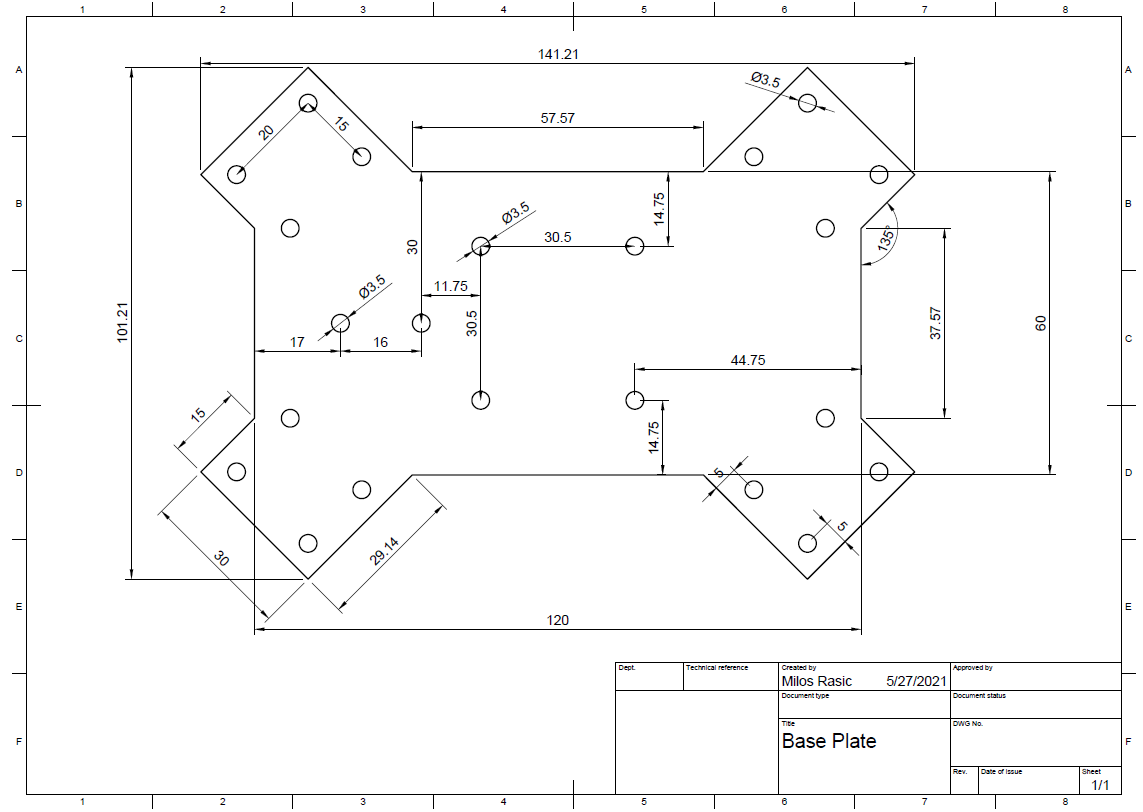 1 2 3 4 5 6 7 8
A A
141.21
Ø3.5
57.57
20 15
B B
14.75
Ø3.5
30.5
30
135°
Ø3.5
11.75
101.21
30.5
37.57
60
C C
17 16
44.75
15
14.75
D D
5
5
30
29.14
E E
120
Dept.
Technical reference
Created by
Milos Rasic 5/27/2021
Approved by
Document type
Document status
Title
Base Plate
DWG No.
F F
Rev.
Date of issue
Sheet
1/1
1 2 3 4 5 6 7 8